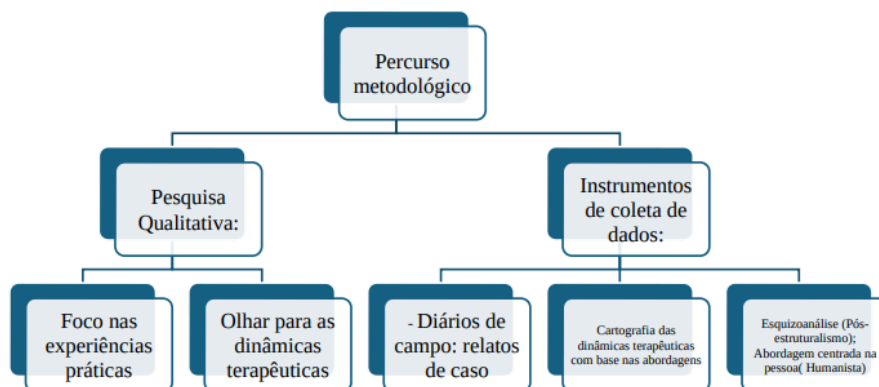 Percurso
metodológico
Pesquisa
Qualitativa:
Instrumentos
de coleta de
dados:
Foco nas
experiências
práticas
Olhar para as
dinâmicas
terapêuticas
- Diários de
campo: relatos
de caso
Cartografia das
dinâmicas terapêuticas
com base nas abordagens
Esquizoanálise (Pós-
estruturalismo);
Abordagem centrada na
pessoa( Humanista)